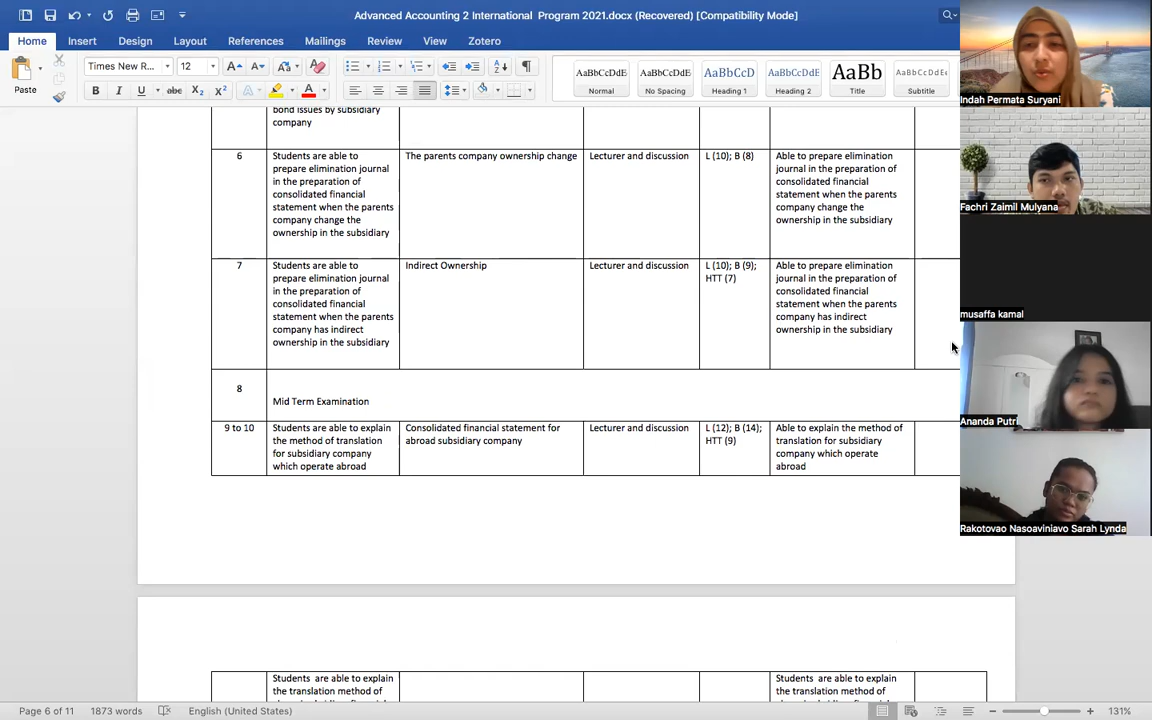 Advanced Accounting 2 International Program 2021.docx (Recovered) [Compatibility Mode]
Home Insert Design Layout References Mailings Review View Zotero
Paste
Times New R... 12
AaBbCcDdE AaBbCcDdE AaBbCcD AaBbCcDd AaBb AaBbCcDdEe
Normal No Spacing Heading 1 Heading 2 Title Subtitle
bond issues by subsidiary
company
6
Students are able to
prepare elimination journal
in the preparation of
consolidated financial
statement when the parents
company change the
ownership in the subsidiary
The parents company ownership change
Lecturer and discussion
L (10); B (8)
Able to prepare elimination
journal in the preparation of
consolidated financial
statement when the parents
company change the
ownership in the subsidiary
7
Students are able to
prepare elimination journal
in the preparation of
consolidated financial
statement when the parents
company has indirect
ownership in the subsidiary
Indirect Ownership
Lecturer and discussion
L (10); B (9);
HTT (7)
Able to prepare elimination
journal in the preparation of
consolidated financial
statement when the parents
company has indirect
ownership in the subsidiary
8
Mid Term Examination
9 to 10
Students are able to explain
the method of translation
for subsidiary company
which operate abroad
Consolidated financial statement for
abroad subsidiary company
Lecturer and discussion
L (12); B (14);
HTT (9)
Able to explain the method of
translation for subsidiary
company which operate
abroad
Students are able to explain
the translation method of
Students are able to
explain the translation
Indah Permata Suryani
Fachri Zaimil Mulyana
musaffa kamal
Ananda Putri
Rakotovao Nasoaviniavo Sarah Lynda
Page 6 of 11 1873 words English (United States) 131%